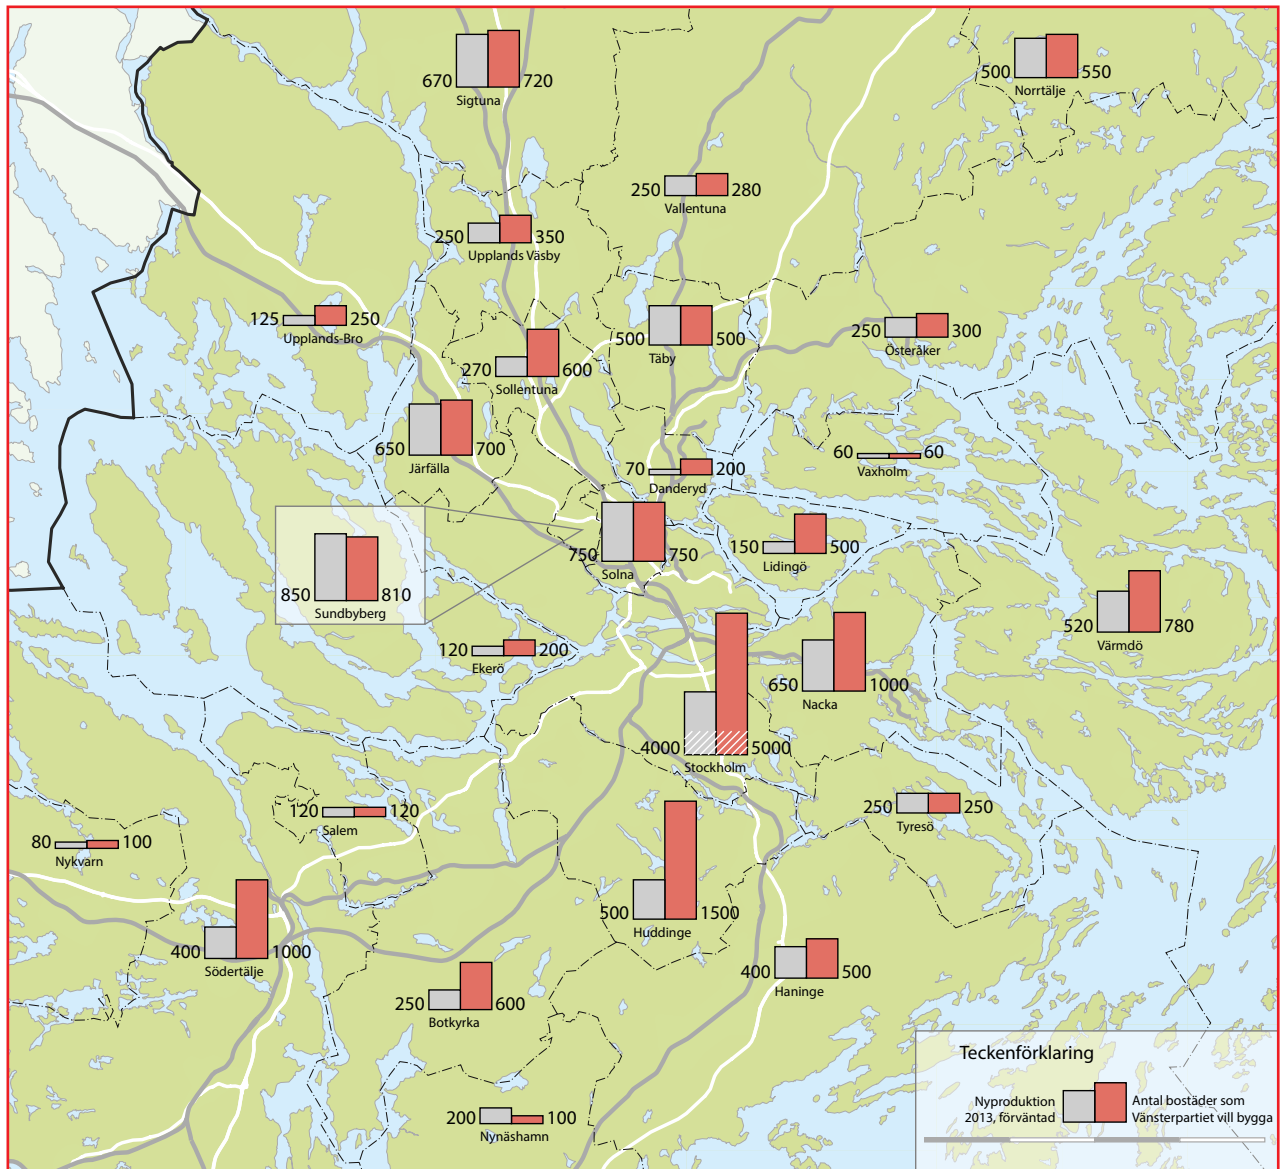 670 720
Sigtuna
500 550
Norrtälje
250 280
Vallentuna
250 350
Upplands Väsby
125 250
Upplands-Bro
500 500
Täby
250 300
Österåker
270 600
Sollentuna
650 700
Järfälla
60 60
Vaxholm
70 200
Danderyd
750 750
Solna
150 500
Lidingö
850 810
Sundbyberg
520 780
Värmdö
120 200
Ekerö
650 1000
Nacka
4000 5000
Stockholm
120 120
Salem
250 250
Tyresö
80 100
Nykvarn
500 1500
Huddinge
400 1000
Södertälje
400 500
Haninge
250 600
Botkyrka
200 100
Nynäshamn
Teckenförklaring
Nyproduktion
2013, förväntad
Antal bostäder som
Vänsterpartiet vill bygga